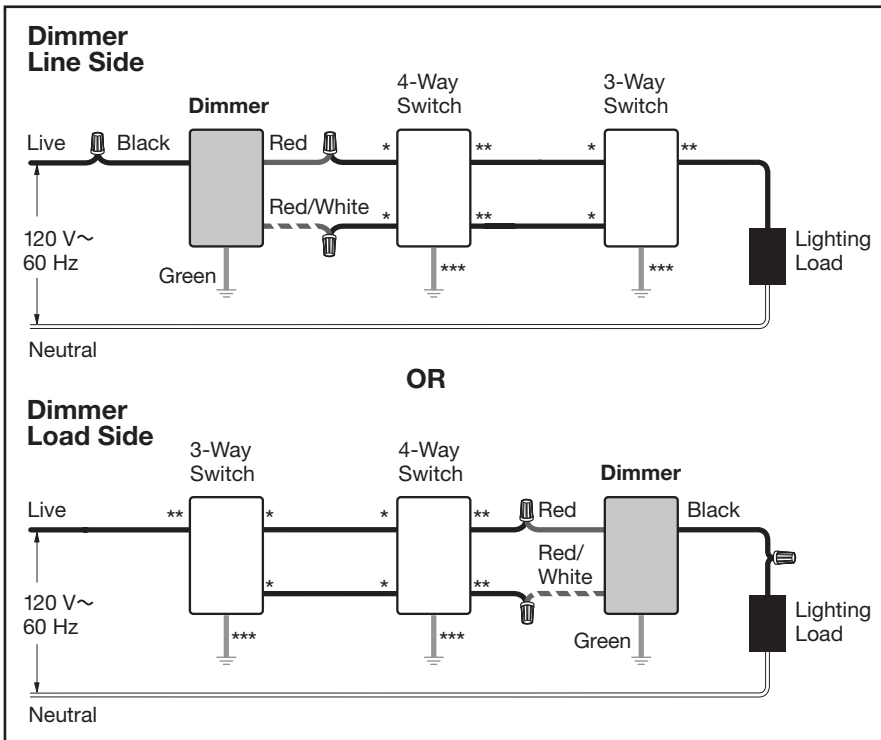 Dimmer
Line Side
4-Way
Switch
3-Way
Switch
Dimmer
Live
Black
Red
*
**
*
**
Red/White
*
**
*
120 V~
60 Hz
Green
***
***
Lighting
Load
Neutral
OR
Dimmer
Load Side
3-Way
Switch
4-Way
Switch
Dimmer
Live
**
*
*
**
Red
Black
Red/
White
*
*
**
120 V~
60 Hz
***
***
Green
Lighting
Load
Neutral